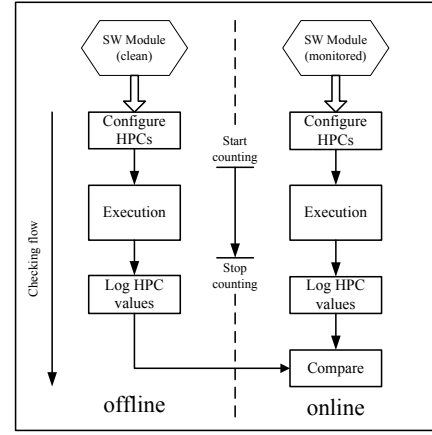 SW Module
(clean)
SW Module
(monitored)
Configure
HPCs
Configure
HPCs
Start
counting
Execution
Execution
Checking flow
Stop
counting
Log HPC
values
Log HPC
values
Compare
offline
online